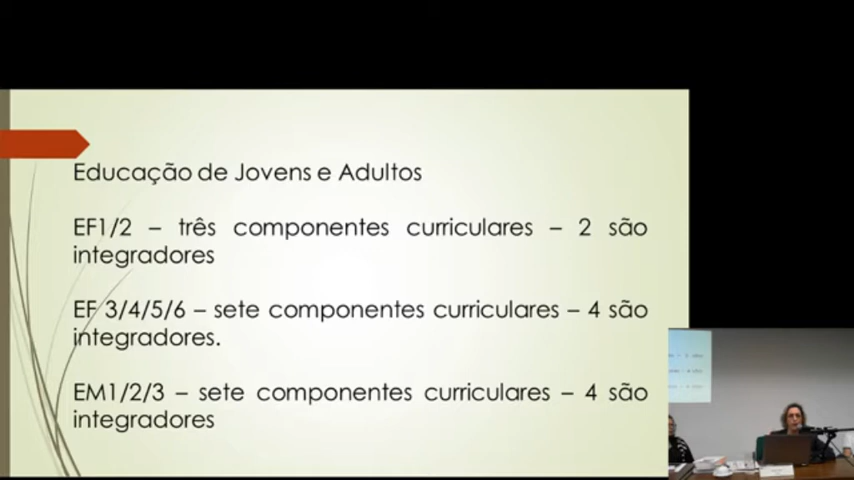 Educação de Jovens e Adultos
EF1/2 – três componentes curriculares – 2 são
integradores
EF 3/4/5/6 – sete componentes curriculares – 4 são
integradores.
EM1/2/3 – sete componentes curriculares – 4 são
integradores